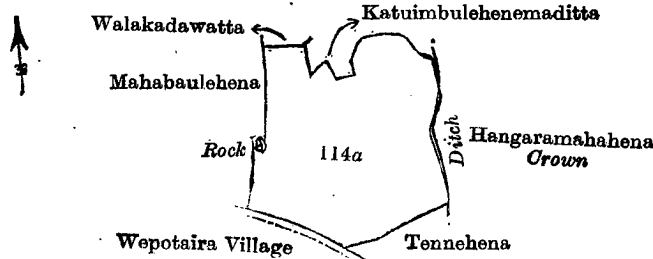 Walakadawatta
Katuimbulehenemaditta
Mahabaulehena
Rock
114a
Ditch
Hangaramahahena
Crown
Wepotaira Village
Tennehena